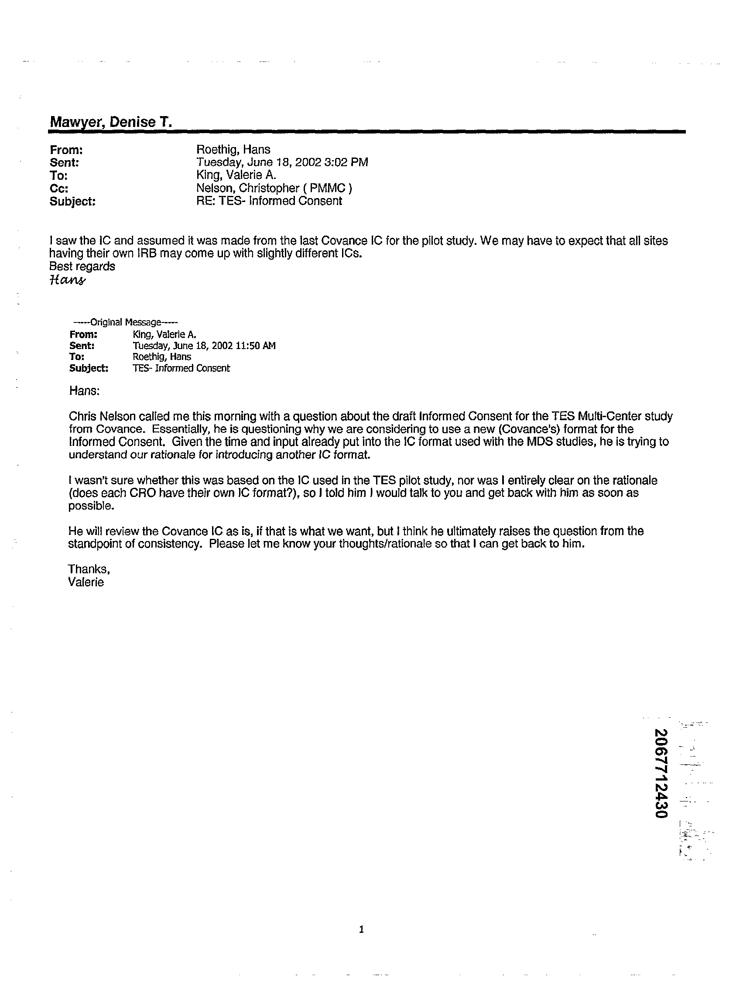 Mawyer, Denise T.
From: Roethig, Hans
Sent: Tuesday, June 18, 2002 3:02 PM
To: King, Valerie A.
Cc: Nelson, Christopher ( PMMC )
Subject: RE: TES- Informed Consent
I saw the IC and assumed it was made from the last Covance IC for the pilot study. We may have to expect that all sites
having their own IRB may come up with slightly different ICs.
Best regards
Hans
-----Original Message-----
From: King, Valerie A.
Sent: Tuesday, June 18, 2002 11:50 AM
To: Roethig, Hans
Subject: TES- Informed Consent
Hans:
Chris Nelson called me this morning with a question about the draft Informed Consent for the TES Multi-Center study
from Covance. Essentially, he is questioning why we are considering to use a new (Covance's) format for the
Informed Consent. Given the time and input already put into the IC format used with the MDS studies, he is trying to
understand our rationale for introducing another IC format.
I wasn't sure whether this was based on the IC used in the TES pilot study, nor was I entirely clear on the rationale
(does each CRO have their own IC format?), so I told him I would talk to you and get back with him as soon as
possible.
He will review the Covance IC as is, if that is what we want, but I think he ultimately raises the question from the
standpoint of consistency. Please let me know your thoughts/rationale so that I can get back to him.
Thanks,
Valerie
2067712430
1